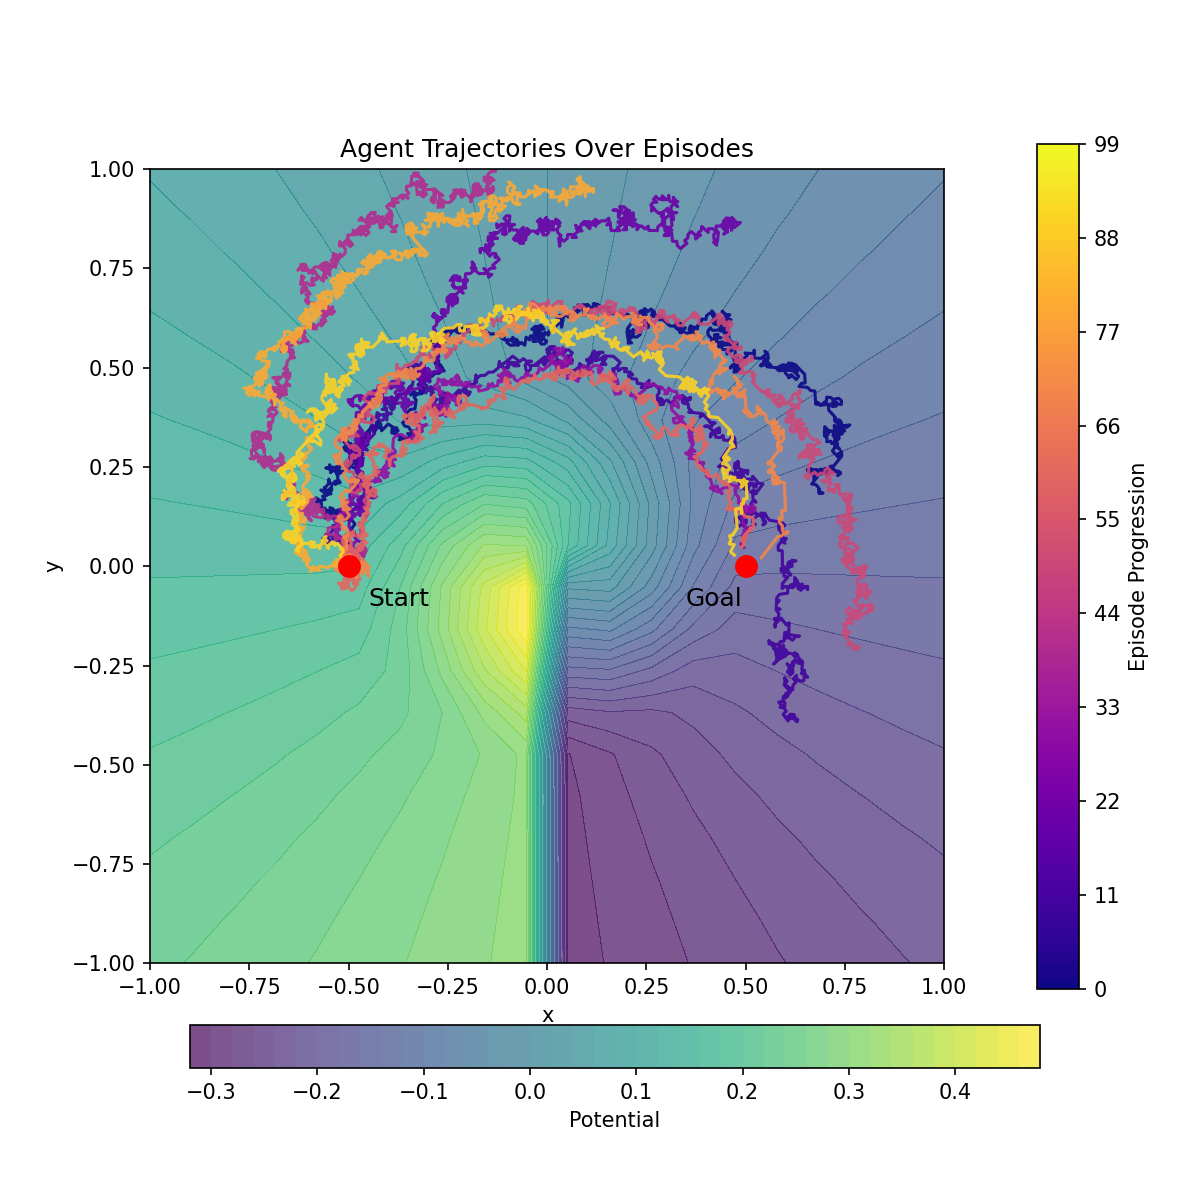 Agent Trajectories Over Episodes
1.00
0.75
0.50
0.25
0.00
−0.25
−0.50
−0.75
−1.00
y
Start
Goal
−1.00 −0.75 −0.50 −0.25 0.00 0.25 0.50 0.75 1.00
x
99
88
77
66
55
44
33
22
11
0
Episode Progression
−0.3 −0.2 −0.1 0.0 0.1 0.2 0.3 0.4
Potential